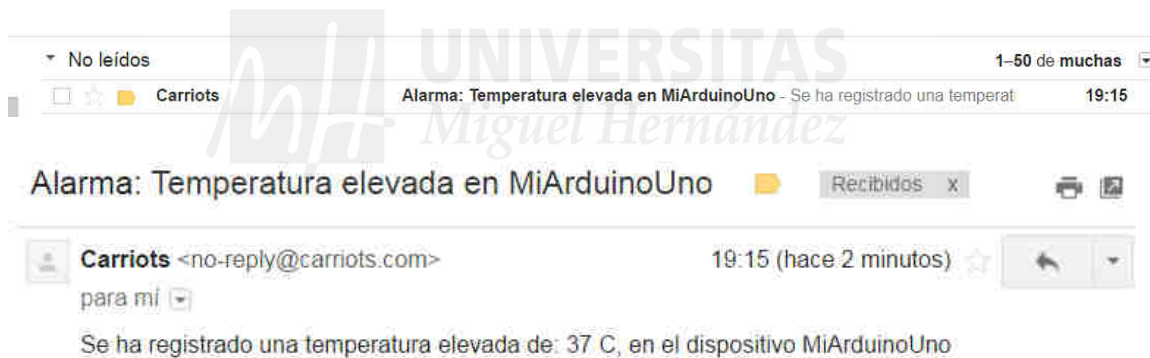 UNIVERSITAS
Miguel Hernández
No leídos
1–50 de muchas
Carriots
Alarma: Temperatura elevada en MiArduinoUno - Se ha registrado una temperat
19:15
Alarma: Temperatura elevada en MiArduinoUno
Recibidos x
Carriots <no-reply@carriots.com>
19:15 (hace 2 minutos)
para mí
Se ha registrado una temperatura elevada de: 37 C, en el dispositivo MiArduinoUno